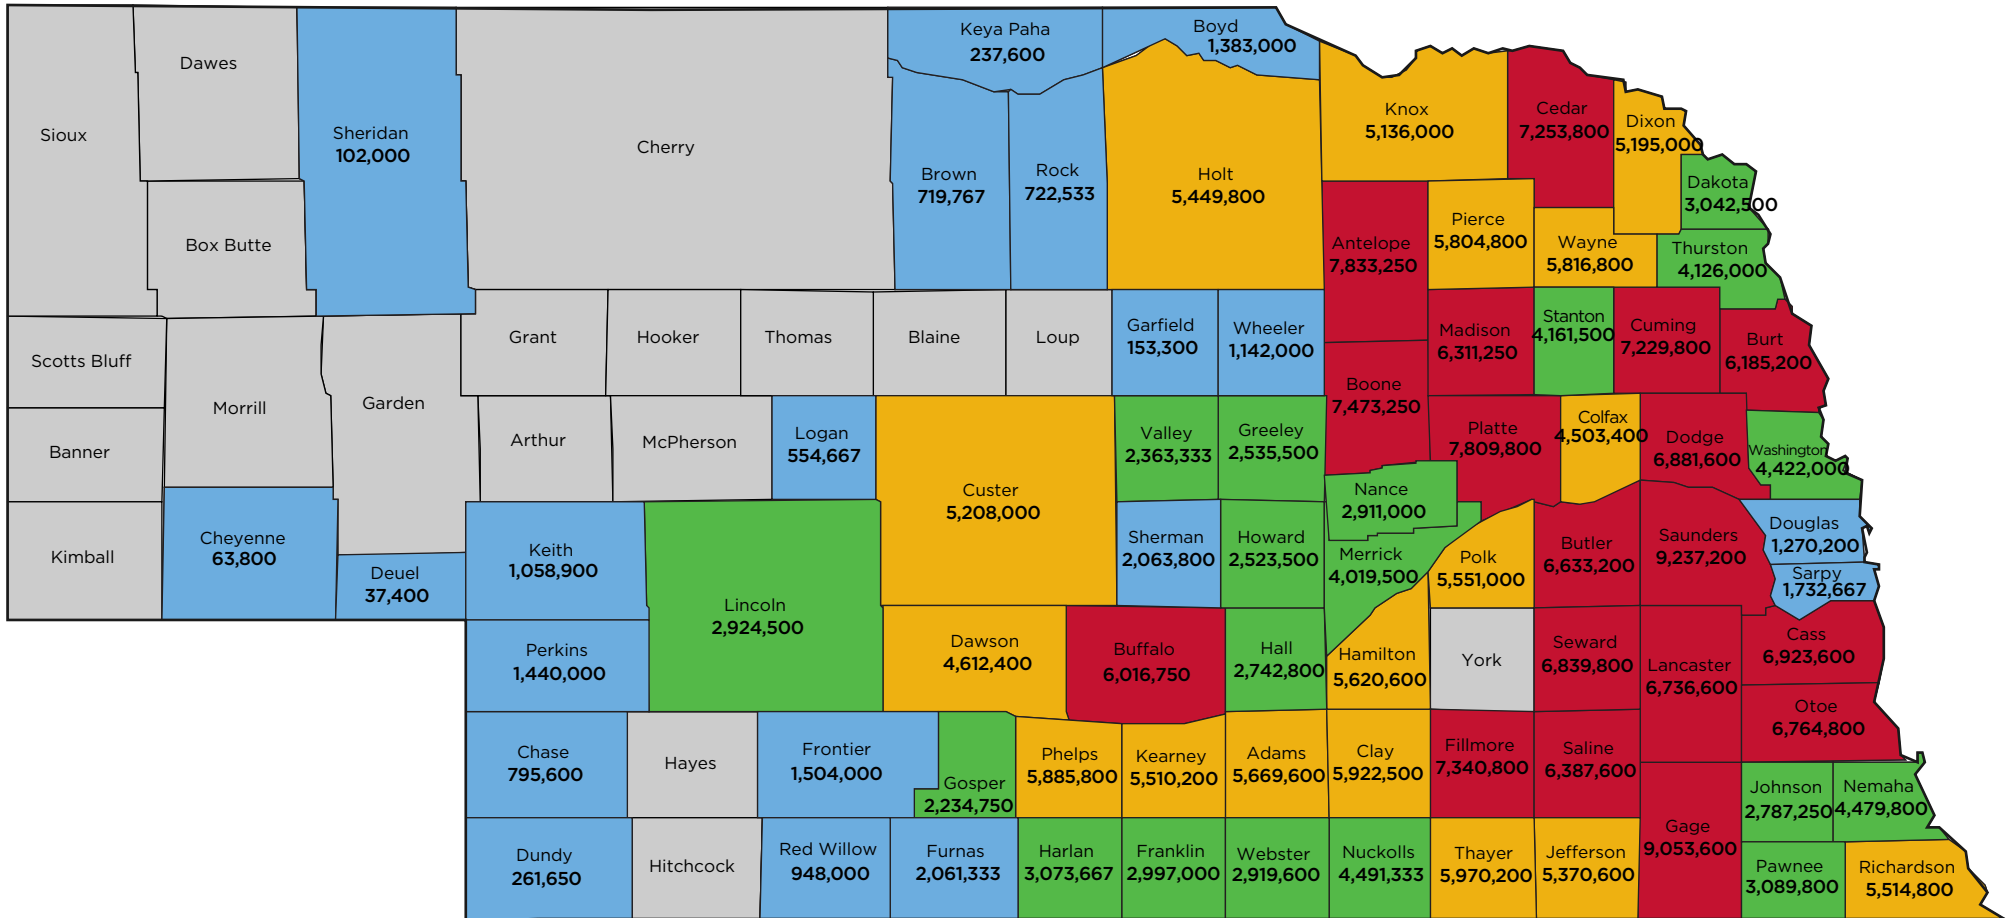 Sioux
Dawes
Sheridan
102,000
Cherry
Keya Paha
237,600
Boyd
1,383,000
Brown
719,767
Rock
722,533
Holt
5,449,800
Knox
5,136,000
Cedar
7,253,800
Dixon
5,195,000
Dakota
3,042,500
Box Butte
Antelope
7,833,250
Pierce
5,804,800
Wayne
5,816,800
Thurston
4,126,000
Scotts Bluff
Morrill
Garden
Grant
Hooker
Thomas
Blaine
Loup
Garfield
153,300
Wheeler
1,142,000
Madison
6,311,250
Stanton
4,161,500
Cuming
7,229,800
Burt
6,185,200
Banner
Arthur
McPherson
Logan
554,667
Custer
5,208,000
Valley
2,363,333
Greeley
2,535,500
Boone
7,473,250
Platte
7,809,800
Colfax
4,503,400
Dodge
6,881,600
Washington
4,422,000
Nance
2,911,000
Kimball
Cheyenne
63,800
Deuel
37,400
Keith
1,058,900
Lincoln
2,924,500
Sherman
2,063,800
Howard
2,523,500
Merrick
4,019,500
Polk
5,551,000
Butler
6,633,200
Saunders
9,237,200
Douglas
1,270,200
Sarpy
1,732,667
Perkins
1,440,000
Dawson
4,612,400
Buffalo
6,016,750
Hall
2,742,800
Hamilton
5,620,600
York
Seward
6,839,800
Lancaster
6,736,600
Cass
6,923,600
Otoe
6,764,800
Chase
795,600
Hayes
Frontier
1,504,000
Gosper
2,234,750
Phelps
5,885,800
Kearney
5,510,200
Adams
5,669,600
Clay
5,922,500
Fillmore
7,340,800
Saline
6,387,600
Johnson
2,787,250
Nemaha
4,479,800
Dundy
261,650
Hitchcock
Red Willow
948,000
Furnas
2,061,333
Harlan
3,073,667
Franklin
2,997,000
Webster
2,919,600
Nuckolls
4,491,333
Thayer
5,970,200
Jefferson
5,370,600
Gage
9,053,600
Pawnee
3,089,800
Richardson
5,514,800